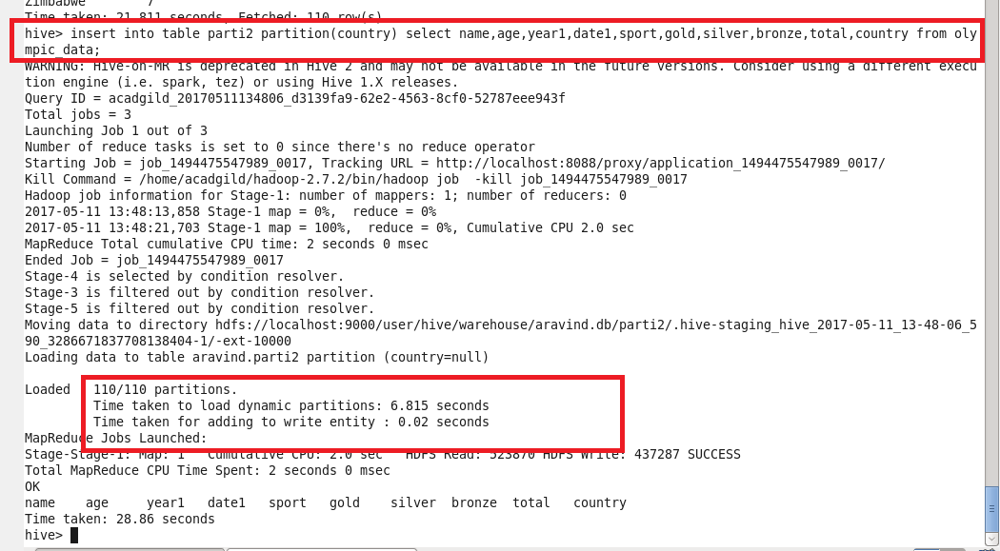 Zimbabwe        7
Time taken: 21.811 seconds, Fetched: 110 row(s)
hive> insert into table parti2 partition(country) select name,age,year1,date1,sport,gold,silver,bronze,total,country from oly
mpic_data;
WARNING: Hive-on-MR is deprecated in Hive 2 and may not be available in the future versions. Consider using a different execu
tion engine (i.e. spark, tez) or using Hive 1.X releases.
Query ID = acadgild_20170511134806_d3139fa9-62e2-4563-8cf0-52787eee943f
Total jobs = 3
Launching Job 1 out of 3
Number of reduce tasks is set to 0 since there's no reduce operator
Starting Job = job_1494475547989_0017, Tracking URL = http://localhost:8088/proxy/application_1494475547989_0017/
Kill Command = /home/acadgild/hadoop-2.7.2/bin/hadoop job  -kill job_1494475547989_0017
Hadoop job information for Stage-1: number of mappers: 1; number of reducers: 0
2017-05-11 13:48:13,858 Stage-1 map = 0%,  reduce = 0%
2017-05-11 13:48:21,703 Stage-1 map = 100%,  reduce = 0%, Cumulative CPU 2.0 sec
MapReduce Total cumulative CPU time: 2 seconds 0 msec
Ended Job = job_1494475547989_0017
Stage-4 is selected by condition resolver.
Stage-3 is filtered out by condition resolver.
Stage-5 is filtered out by condition resolver.
Moving data to directory hdfs://localhost:9000/user/hive/warehouse/aravind.db/parti2/.hive-staging_hive_2017-05-11_13-48-06_5
90_3286671837708138404-1/-ext-10000
Loading data to table aravind.parti2 partition (country=null)
Loaded   110/110 partitions.
Time taken to load dynamic partitions: 6.815 seconds
Time taken for adding to write entity : 0.02 seconds
MapReduce Jobs Launched:
Stage-Stage-1: Map: 1   Cumulative CPU: 2.0 sec   HDFS Read: 523870 HDFS Write: 437287 SUCCESS
Total MapReduce CPU Time Spent: 2 seconds 0 msec
OK
name    age     year1   date1   sport   gold    silver  bronze  total   country
Time taken: 28.86 seconds
hive>